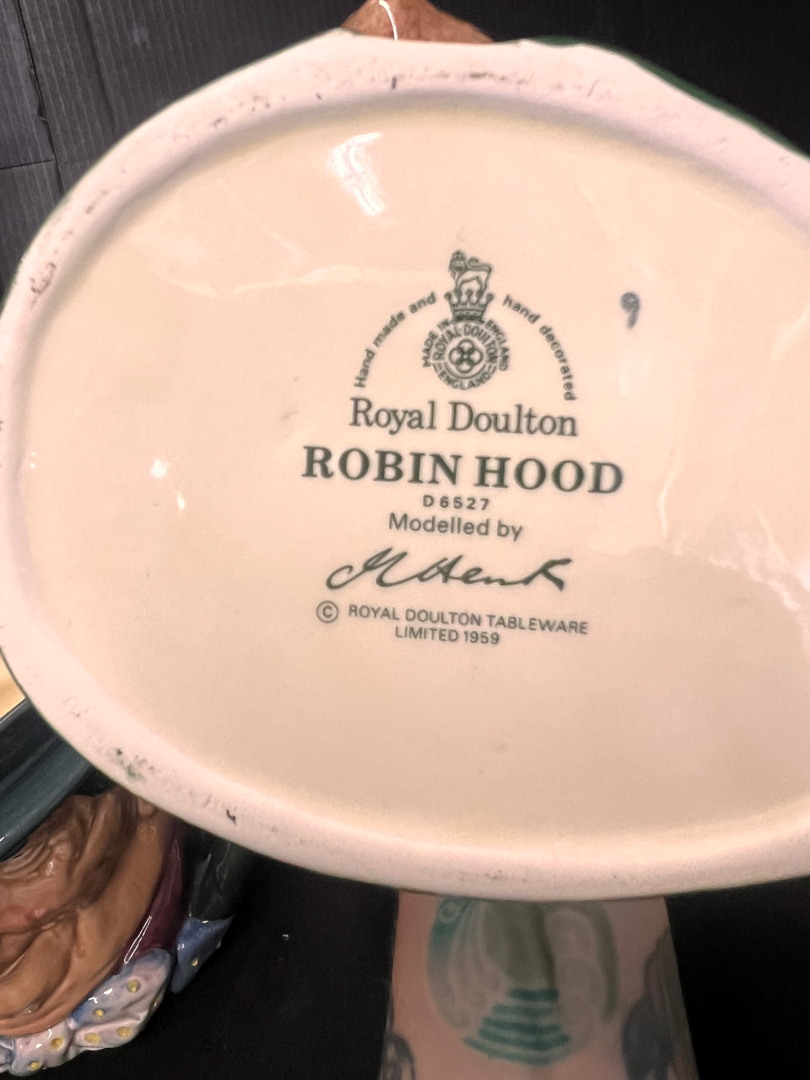 Hand made and hand decorated
MADE IN ENGLAND
ROYAL DOULTON
ENGLAND
Royal Doulton
ROBIN HOOD
D6527
Modelled by
© ROYAL DOULTON TABLEWARE
LIMITED 1959
9